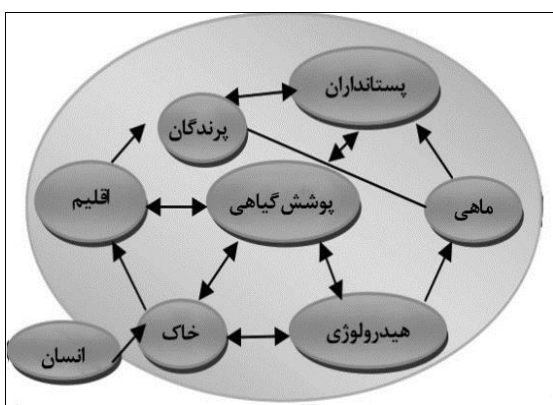 پستانداران
پرندگان
پوشش گیاهی
اقلیم
ماهی
هیدرولوژی
خاک
انسان